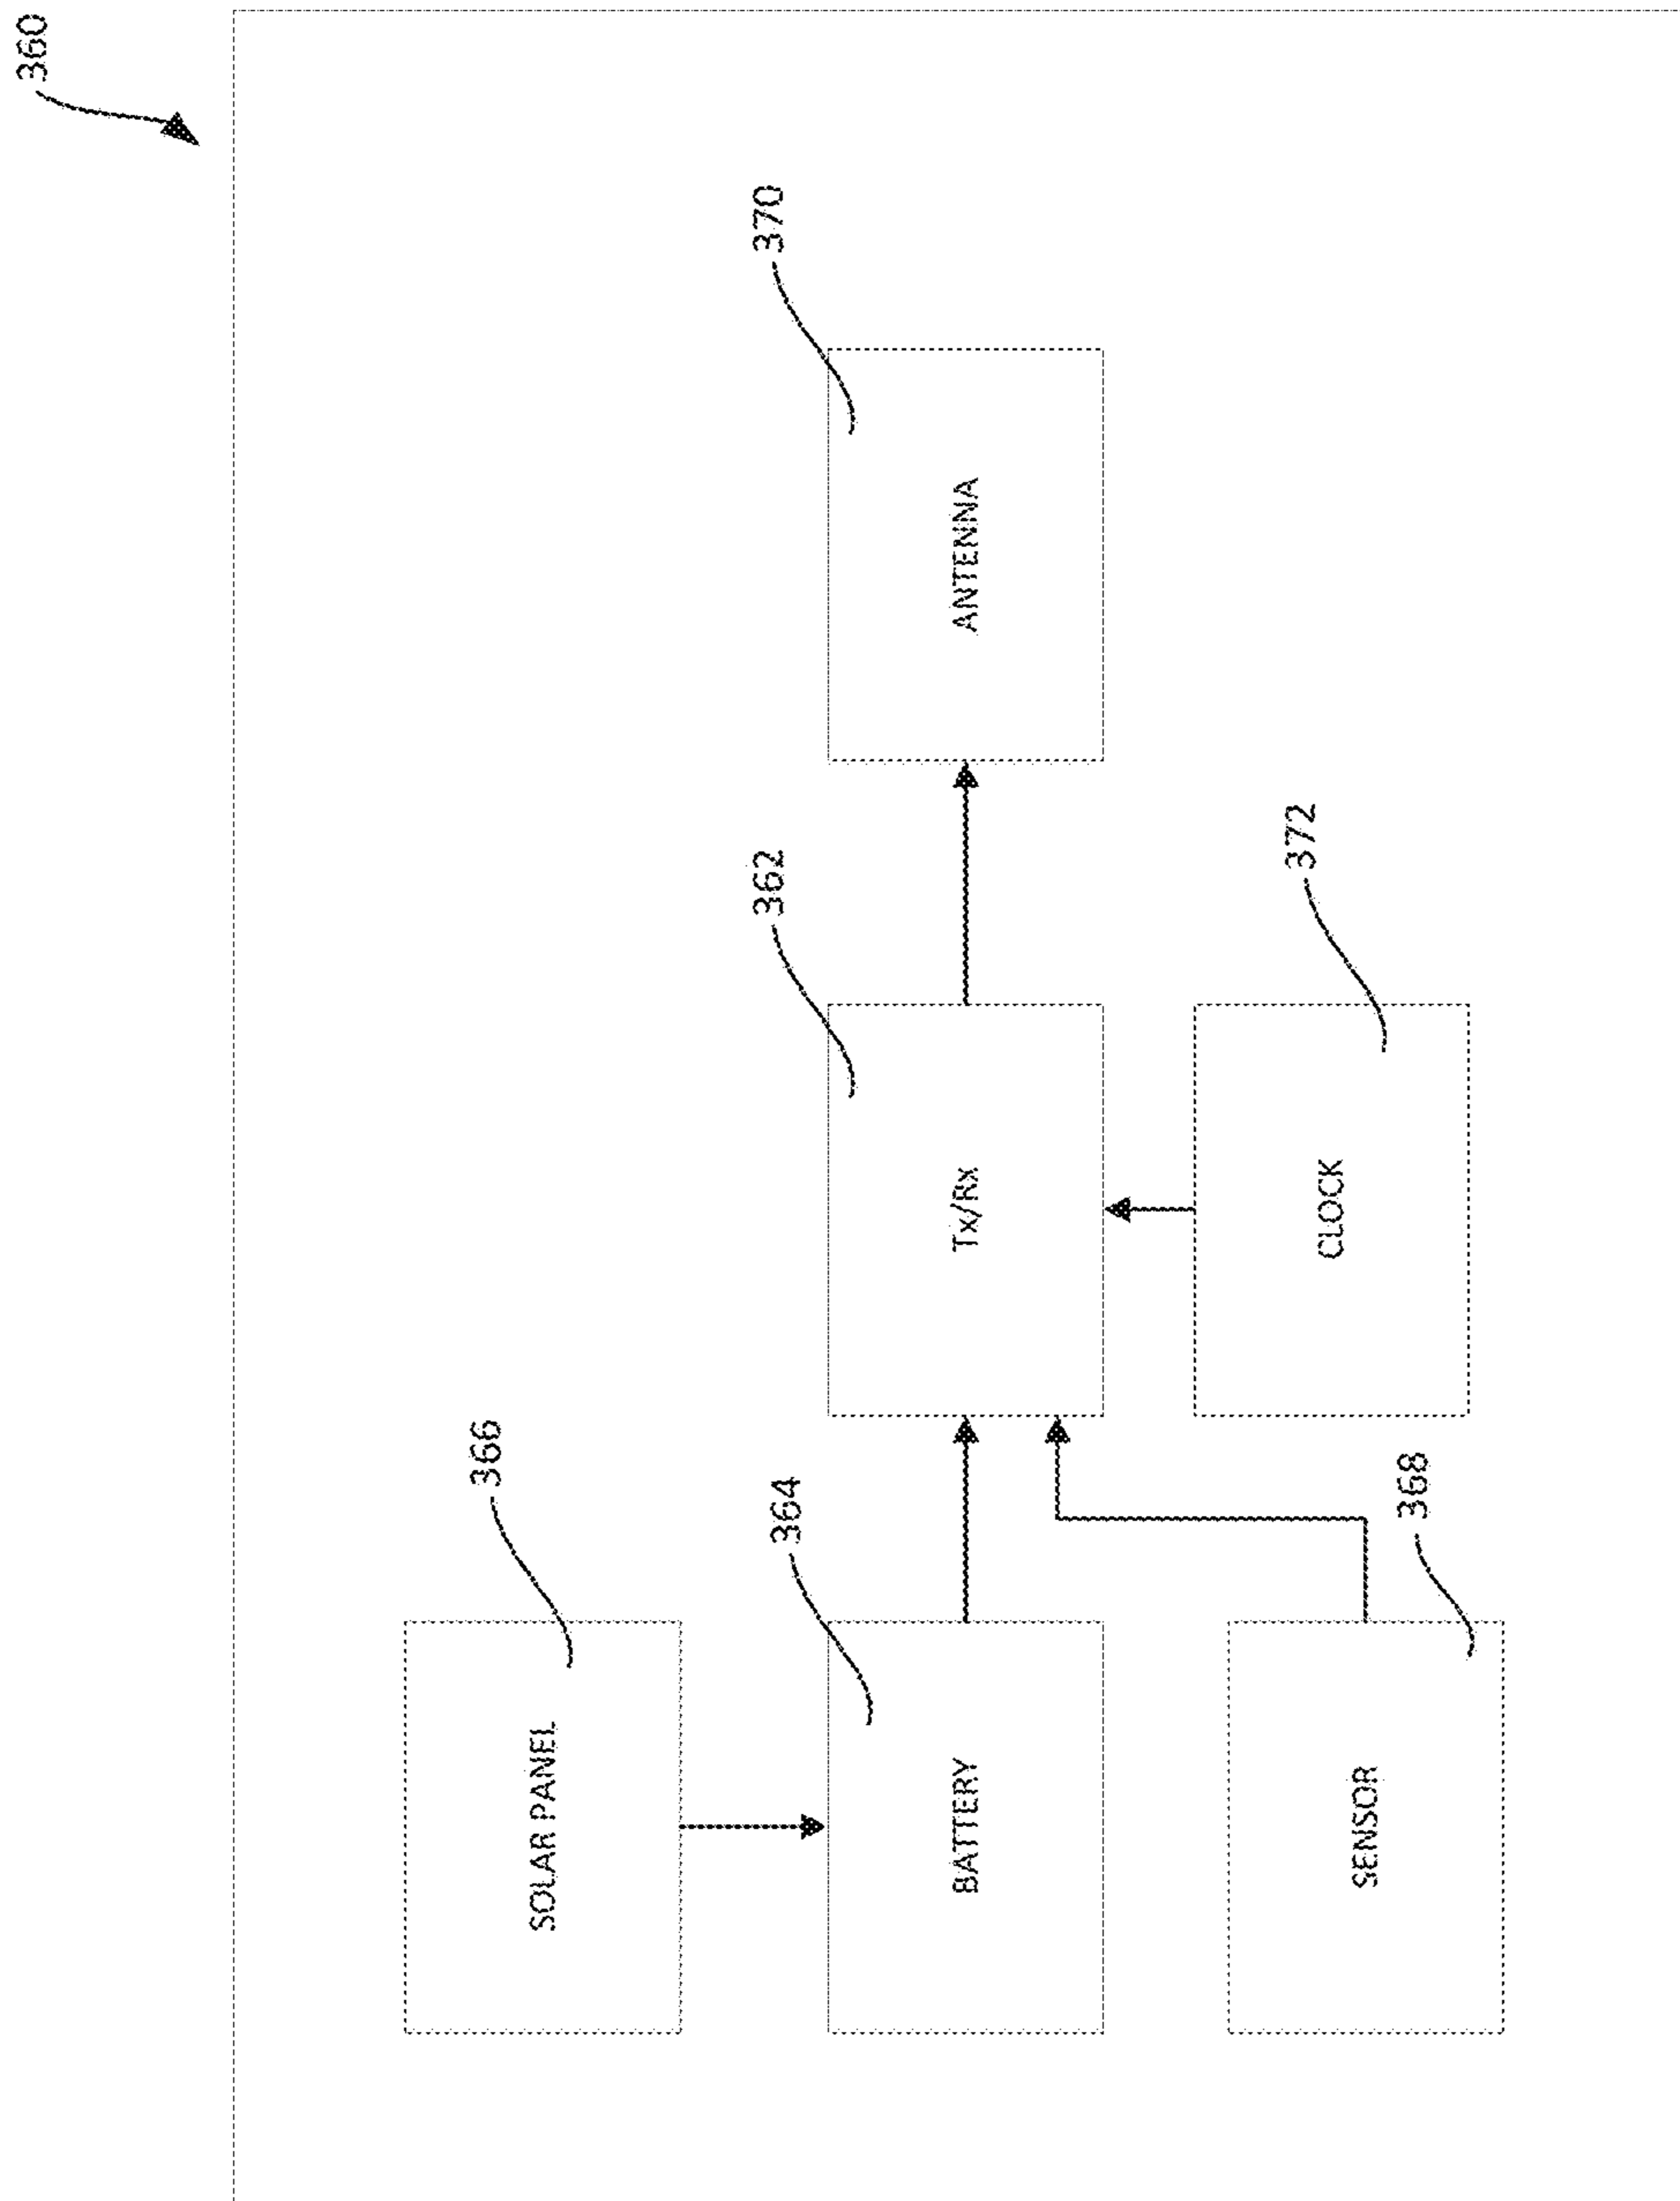 360
366
SOLAR PANEL
364
BATTERY
362
Tx/Rx
370
ANTENNA
368
SENSOR
372
CLOCK